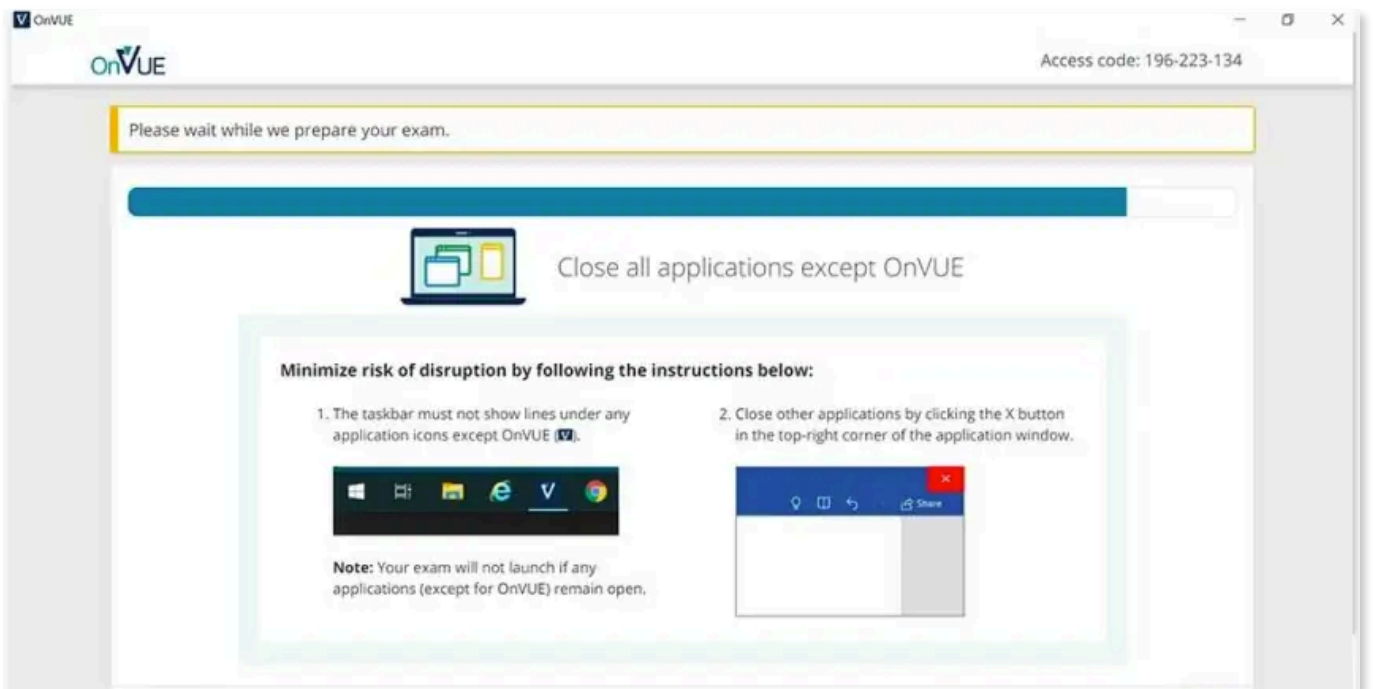 OnVUE
OnVUE
Access code: 196-223-134
Please wait while we prepare your exam.
Close all applications except OnVUE
Minimize risk of disruption by following the instructions below:
1. The taskbar must not show lines under any
application icons except OnVUE (V).
V
Note: Your exam will not launch if any
applications (except for OnVUE) remain open.
2. Close other applications by clicking the X button
in the top-right corner of the application window.
Share